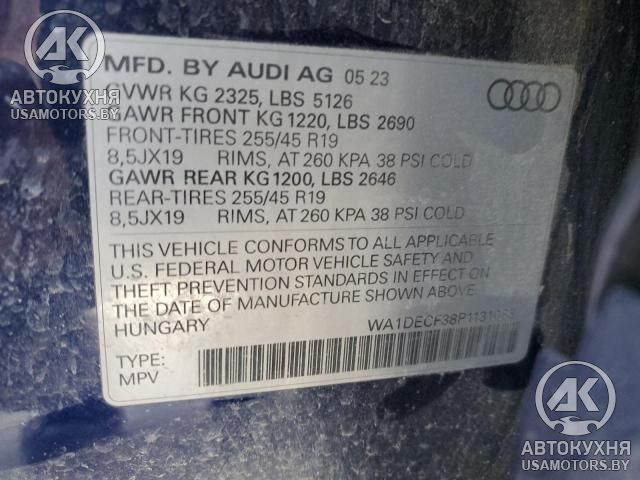 AK
АВТОКУХНЯ
USAMOTORS.BY
MFD. BY AUDI AG 05 23
GVWR KG 2325, LBS 5126
GAWR FRONT KG 1220, LBS 2690
FRONT-TIRES 255/45 R19
8,5JX19 RIMS, AT 260 KPA 38 PSI COLD
GAWR REAR KG 1200, LBS 2646
REAR-TIRES 255/45 R19
8,5JX19 RIMS, AT 260 KPA 38 PSI COLD
THIS VEHICLE CONFORMS TO ALL APPLICABLE
U.S. FEDERAL MOTOR VEHICLE SAFETY AND
THEFT PREVENTION STANDARDS IN EFFECT ON
THE DATE OF MANUFACTURE SHOWN ABOVE
HUNGARY
TYPE:
MPV
AK
АВТОКУХНЯ
USAMOTORS.BY